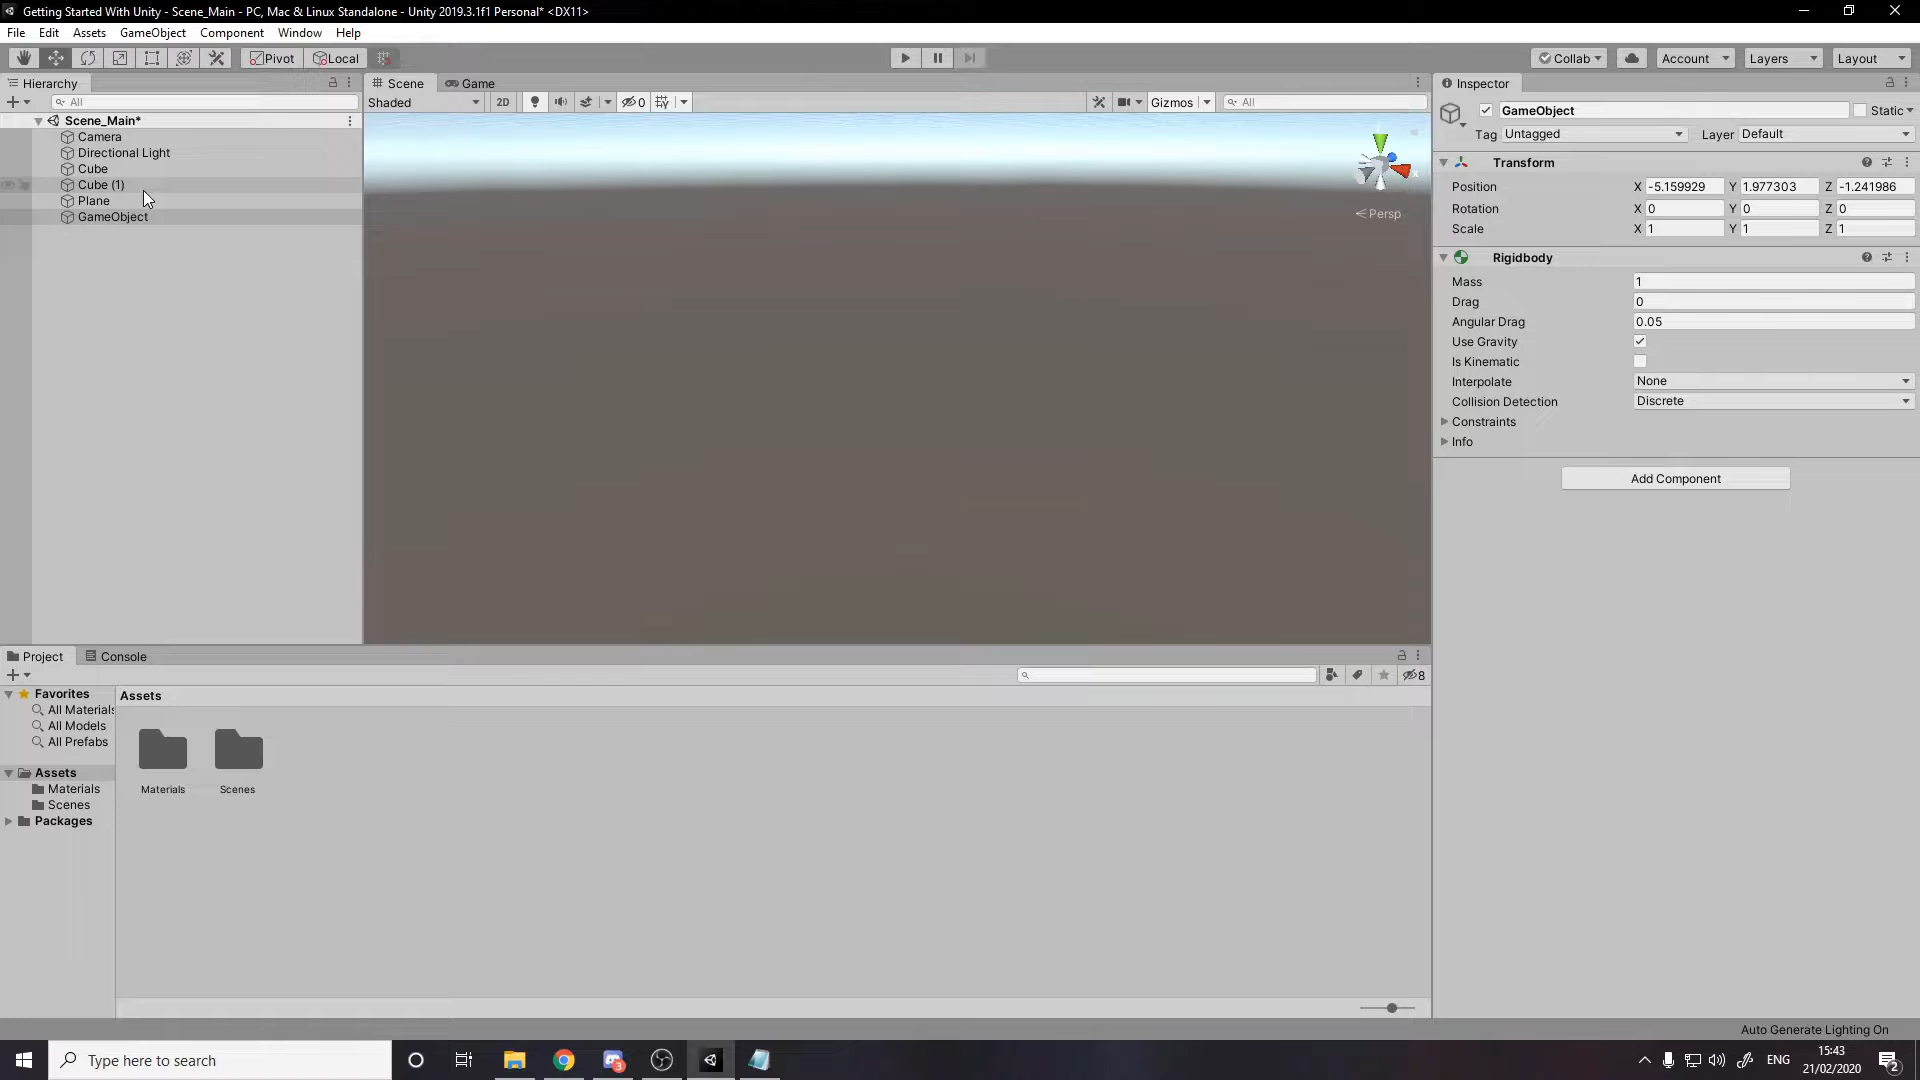 Getting Started With Unity - Scene_Main - PC, Mac & Linux Standalone - Unity 2019.3.1f1 Personal* <DX11>
File Edit Assets GameObject Component Window Help
Pivot Local Collab Account Layers Layout
Hierarchy
All
Scene_Main*
Camera
Directional Light
Cube
Cube (1)
Plane
GameObject
Scene Game
Shaded 2D 0 Gizmos All
x
Persp
Inspector
GameObject Static
Tag Untagged Layer Default
Transform
Position X -5.159929 Y 1.977303 Z -1.241986
Rotation X 0 Y 0 Z 0
Scale X 1 Y 1 Z 1
Rigidbody
Mass 1
Drag 0
Angular Drag 0.05
Use Gravity
Is Kinematic
Interpolate None
Collision Detection Discrete
Constraints
Info
Add Component
Project Console
8
Favorites
All Materials
All Models
All Prefabs
Assets
Materials
Scenes
Packages
Assets
Materials Scenes
Auto Generate Lighting On
Type here to search
3
ENG
15:43
21/02/2020
2